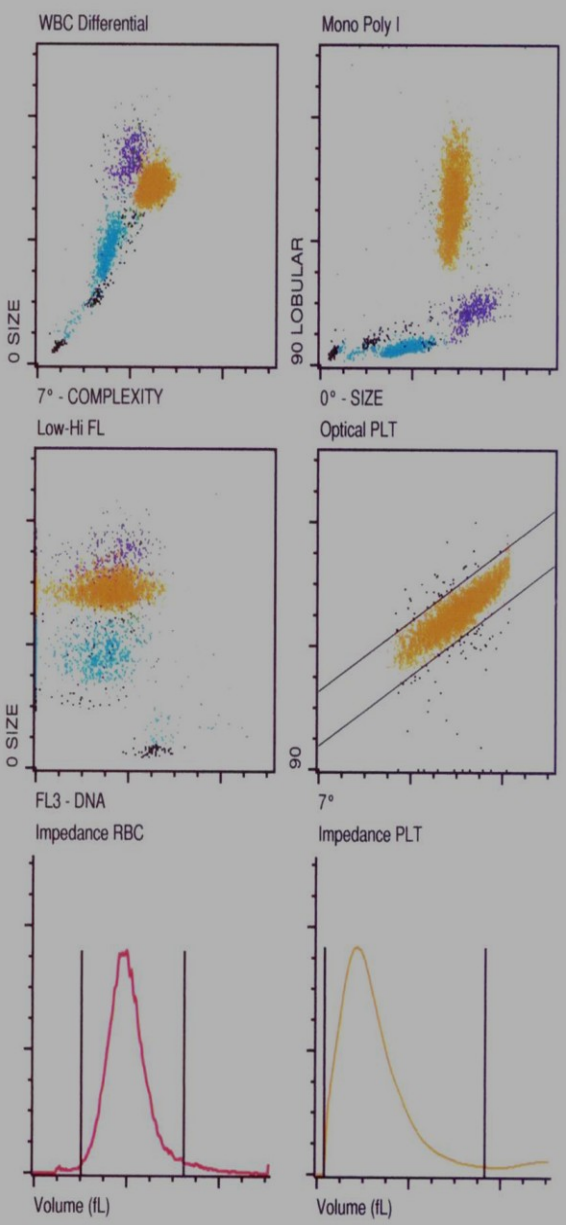 WBC Differential
Mono Poly I
0 SIZE
90 LOBULAR
7° - COMPLEXITY
0° - SIZE
Low-Hi FL
Optical PLT
0 SIZE
90
FL3 - DNA
7°
Impedance RBC
Impedance PLT
Volume (fL)
Volume (fL)